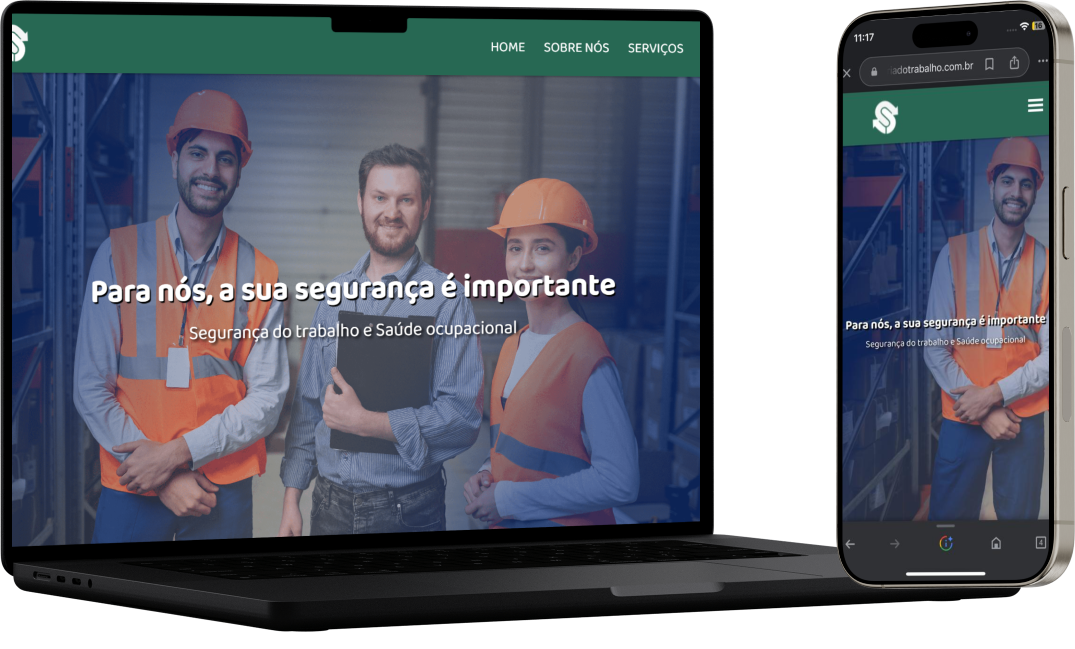 HOME SOBRE NÓS SERVIÇOS
Para nós, a sua segurança é importante
Segurança do trabalho e Saúde ocupacional
11:17
16
adotrabalho.com.br
Para nós, a sua segurança é importante
Segurança do trabalho e Saúde ocupacional
4